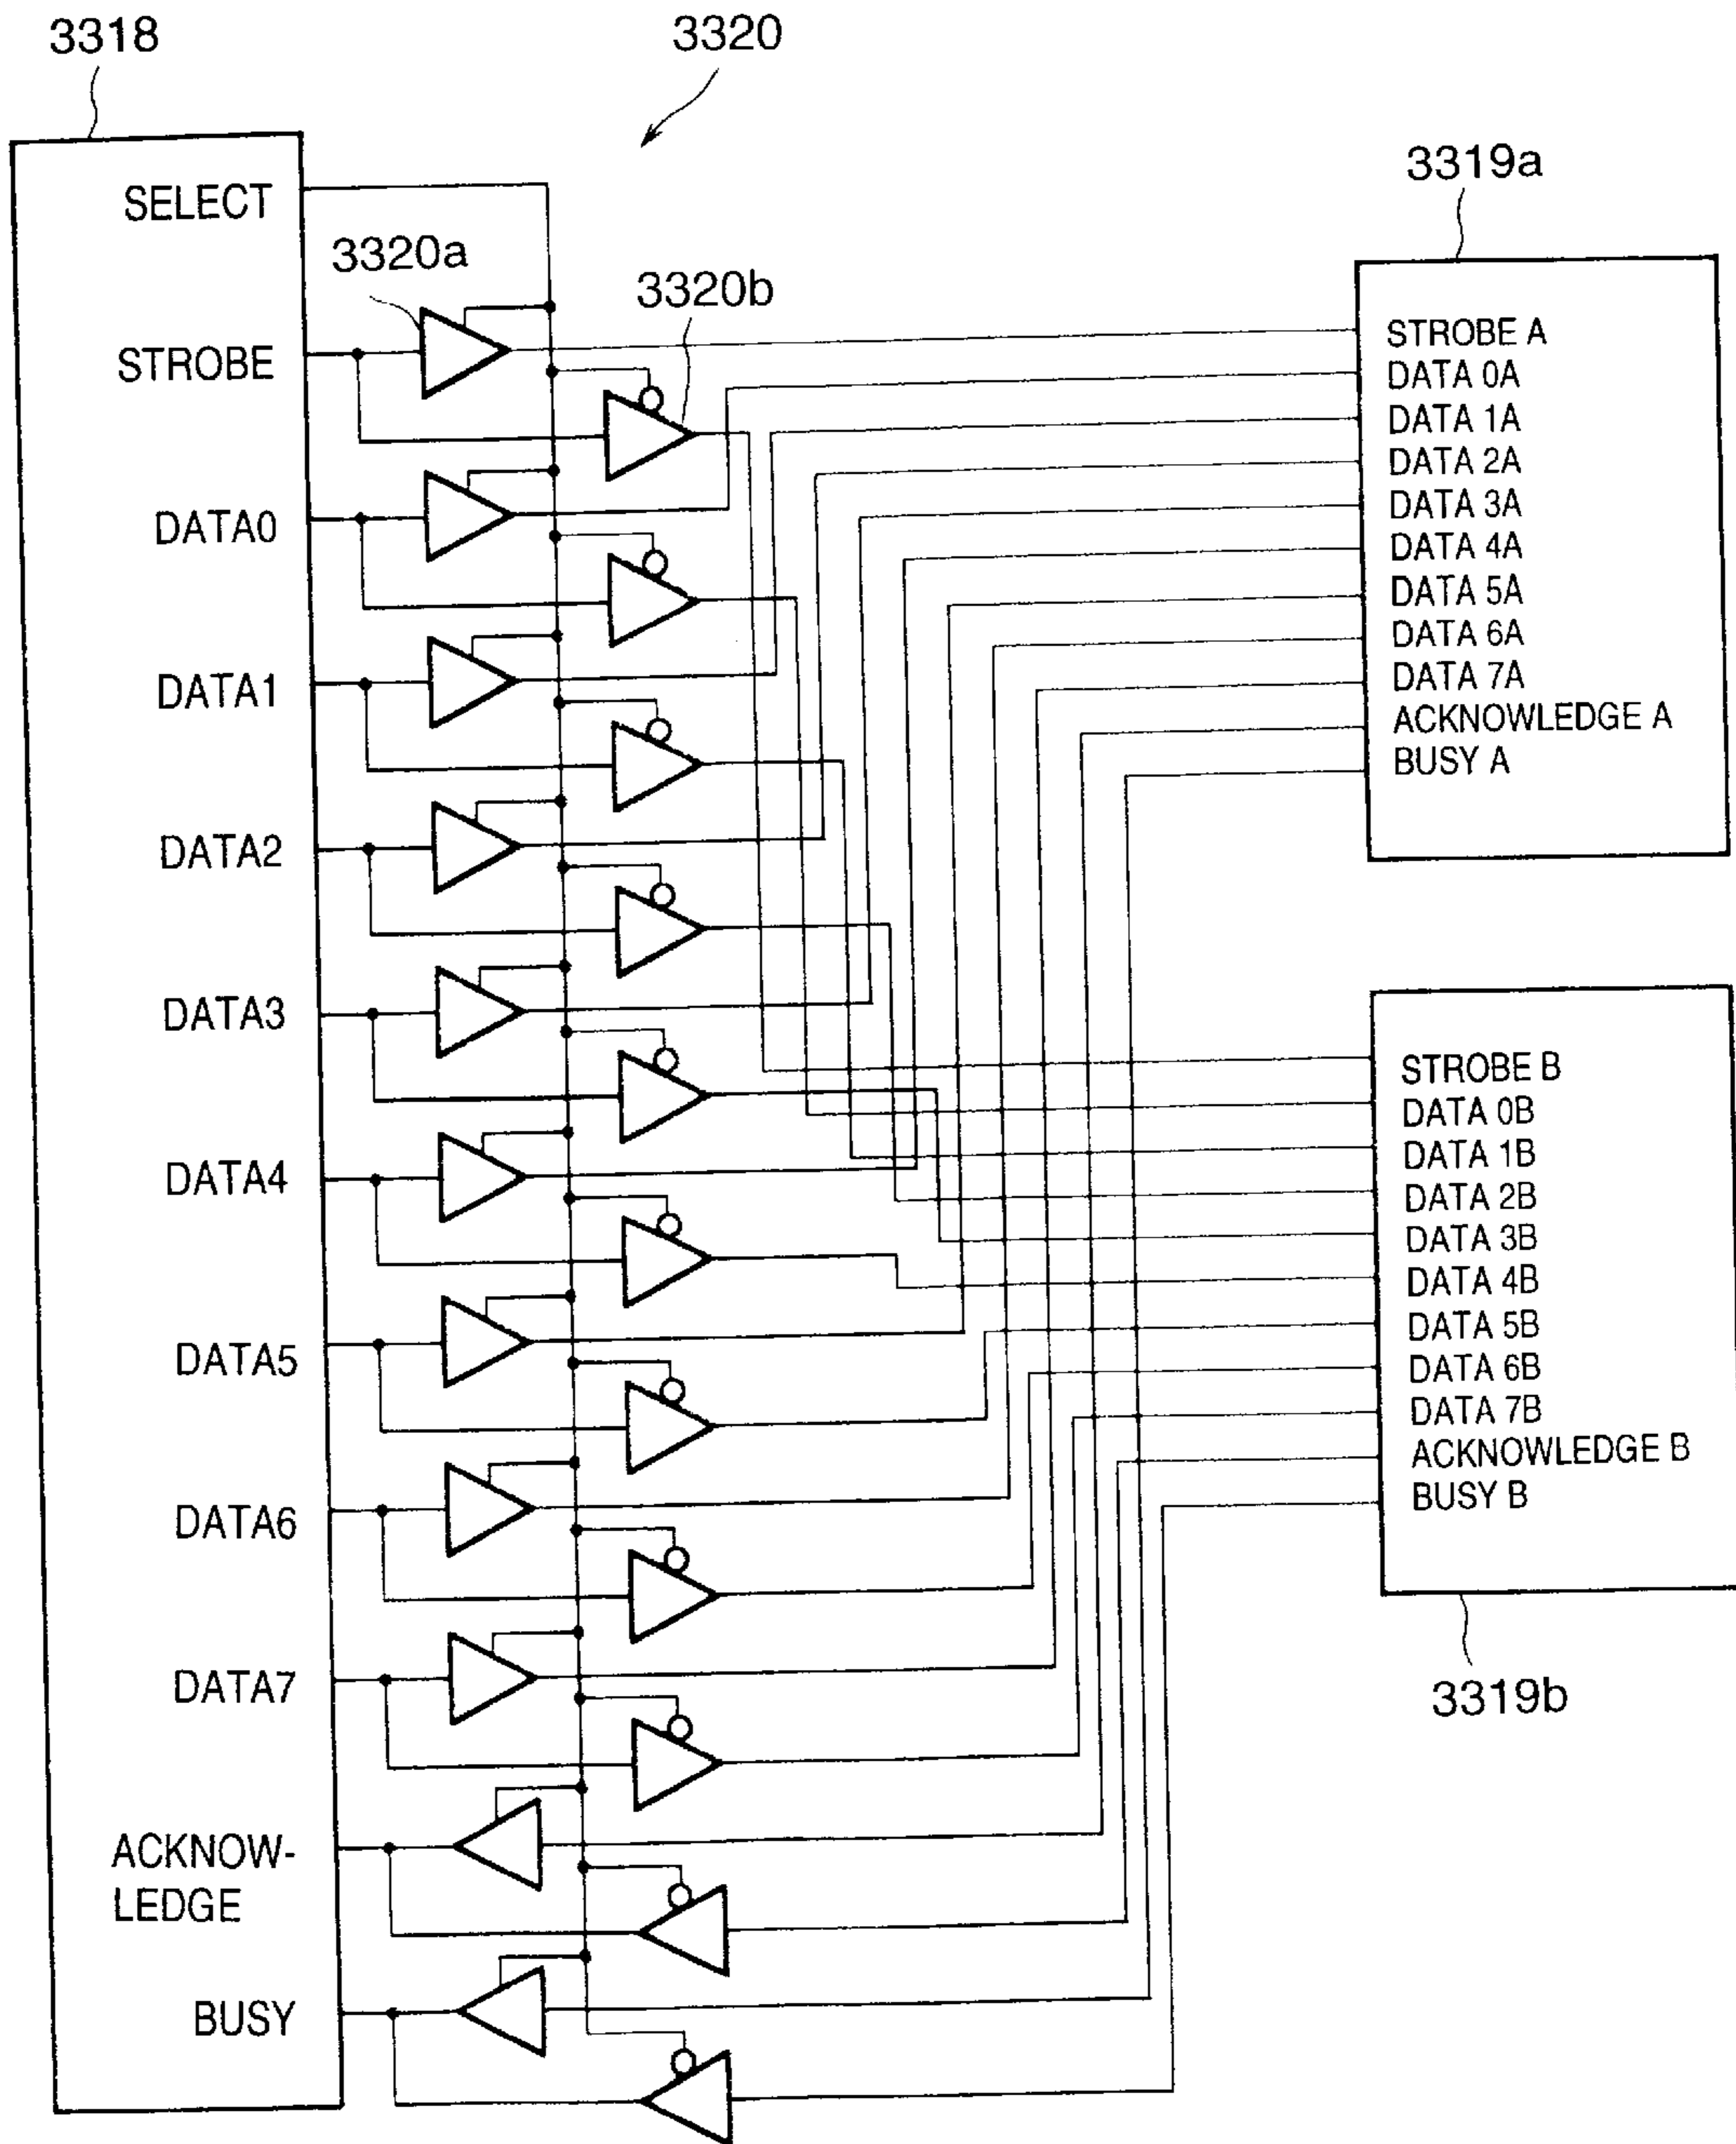 3318
3320
SELECT
3320a
3320b
STROBE
DATA0
DATA1
DATA2
DATA3
DATA4
DATA5
DATA6
DATA7
ACKNOW-
LEDGE
BUSY
3319a
STROBE A
DATA 0A
DATA 1A
DATA 2A
DATA 3A
DATA 4A
DATA 5A
DATA 6A
DATA 7A
ACKNOWLEDGE A
BUSY A
STROBE B
DATA 0B
DATA 1B
DATA 2B
DATA 3B
DATA 4B
DATA 5B
DATA 6B
DATA 7B
ACKNOWLEDGE B
BUSY B
3319b